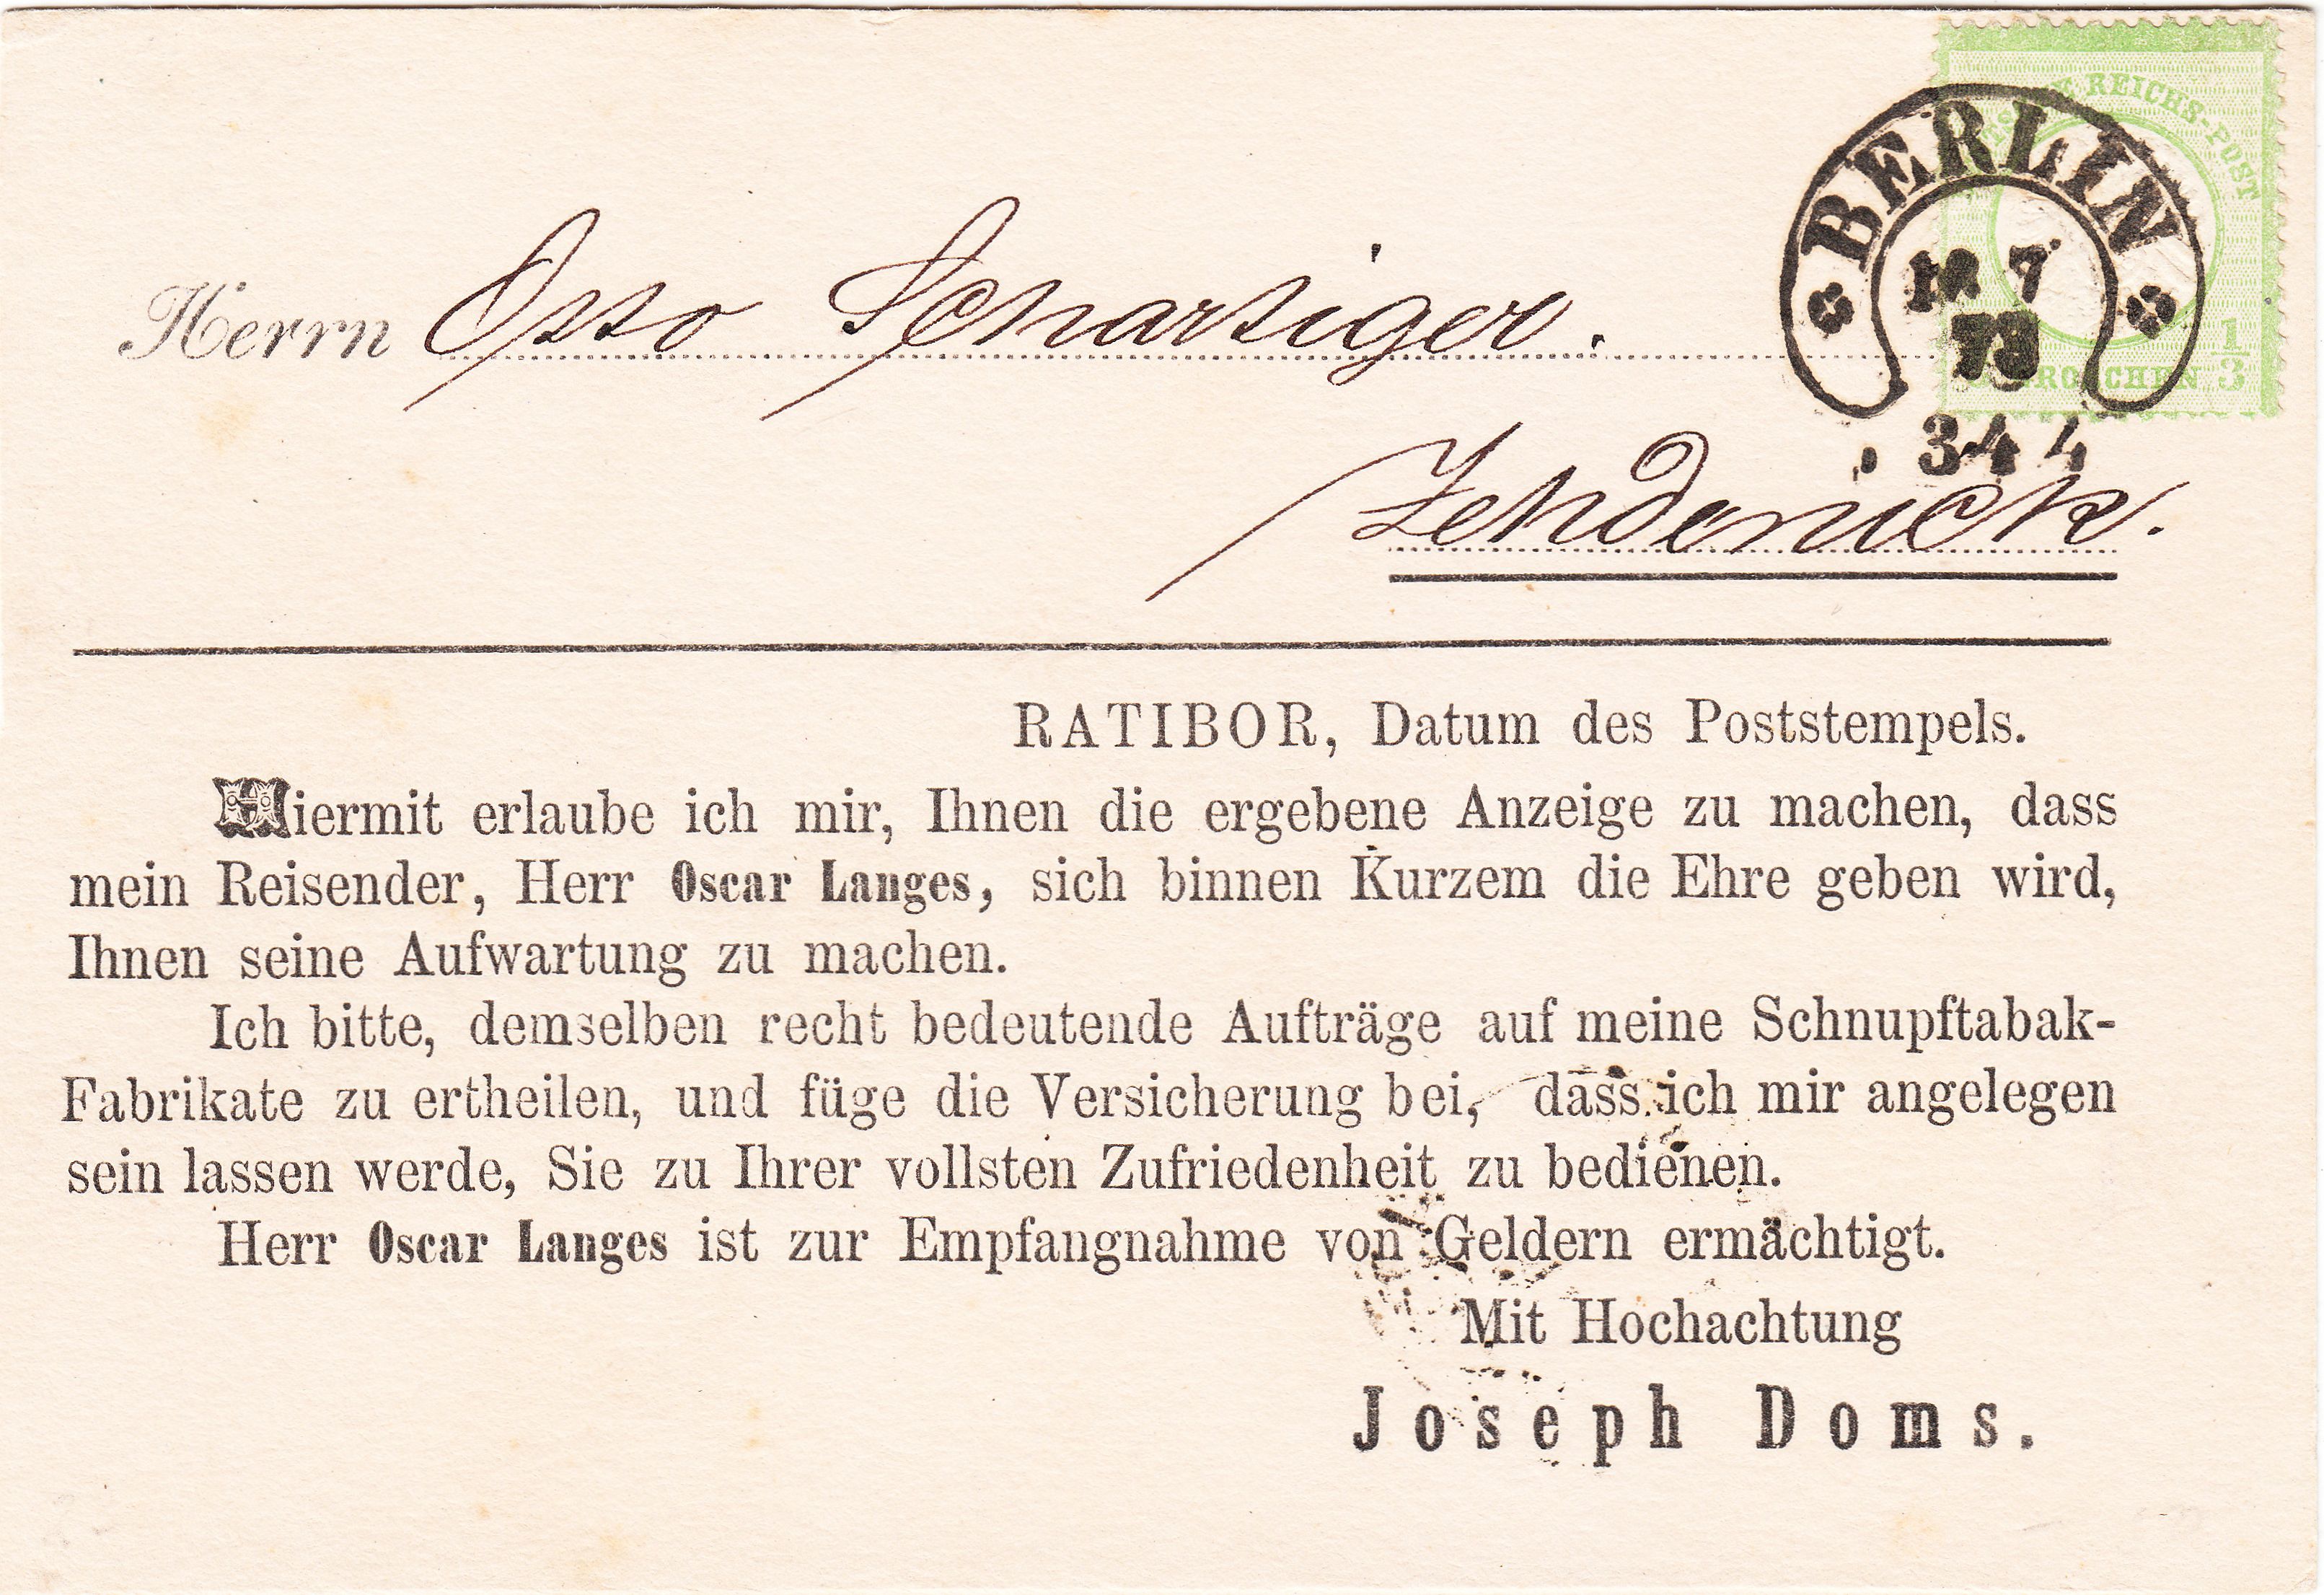 DEUTSCHE REICHS-POST
GROSCHEN 1/3
BERLIN
7
73
344
Herrn Otto Schartiger.
Zehdenick.
RATIBOR, Datum des Poststempels.
Hiermit erlaube ich mir, Ihnen die ergebene Anzeige zu machen, dass
mein Reisender, Herr Oscar Langes, sich binnen Kurzem die Ehre geben wird,
Ihnen seine Aufwartung zu machen.
Ich bitte, demselben recht bedeutende Aufträge auf meine Schnupftabak-
Fabrikate zu ertheilen, und füge die Versicherung bei, dass ich mir angelegen
sein lassen werde, Sie zu Ihrer vollsten Zufriedenheit zu bedienen.
Herr Oscar Langes ist zur Empfangnahme von Geldern ermächtigt.
Mit Hochachtung
Joseph Doms.